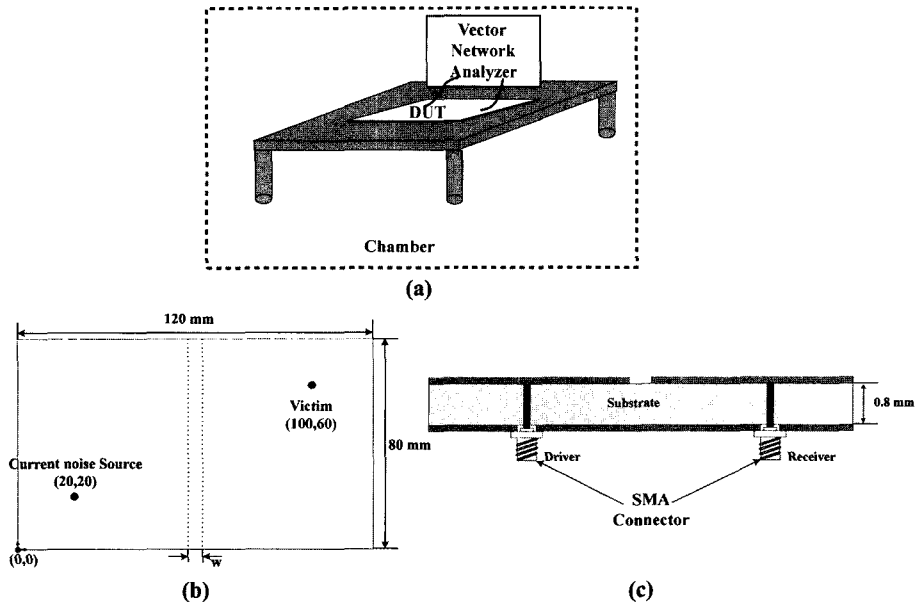 Vector
Network
Analyzer
DUT
Chamber
(a)
120 mm
Victim
(100,60)
80 mm
Current noise Source
(20,20)
(0,0)
w
(b)
Substrate
0.8 mm
Driver
Receiver
SMA
Connector
(c)